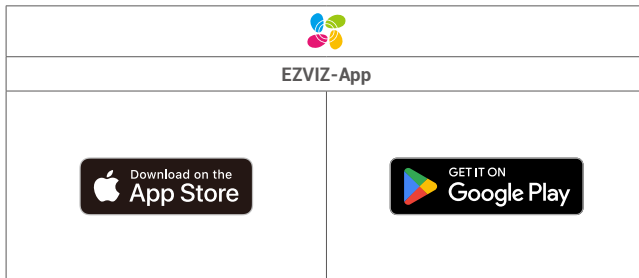 EZVIZ-App
Download on the
App Store
GET IT ON
Google Play